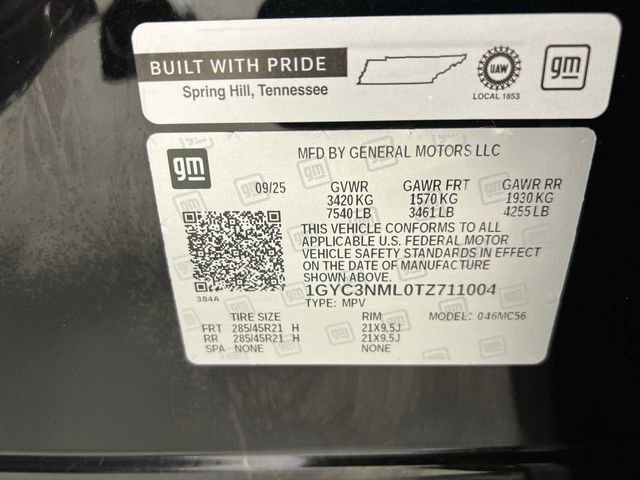 BUILT WITH PRIDE
Spring Hill, Tennessee
UAW
LOCAL 1853
gm
gm
MFD BY GENERAL MOTORS LLC
09/25 GVWR GAWR FRT GAWR RR
3420 KG 1570 KG 1930 KG
7540 LB 3461 LB 4255 LB
THIS VEHICLE CONFORMS TO ALL
APPLICABLE U.S. FEDERAL MOTOR
VEHICLE SAFETY STANDARDS IN EFFECT
ON THE DATE OF MANUFACTURE
SHOWN ABOVE.
384A
1GYC3NML0TZ711004
TYPE: MPV
TIRE SIZE RIM MODEL: 046MC56
FRT 285/45R21 H 21X9.5J
RR 285/45R21 H 21X9.5J
SPA NONE NONE